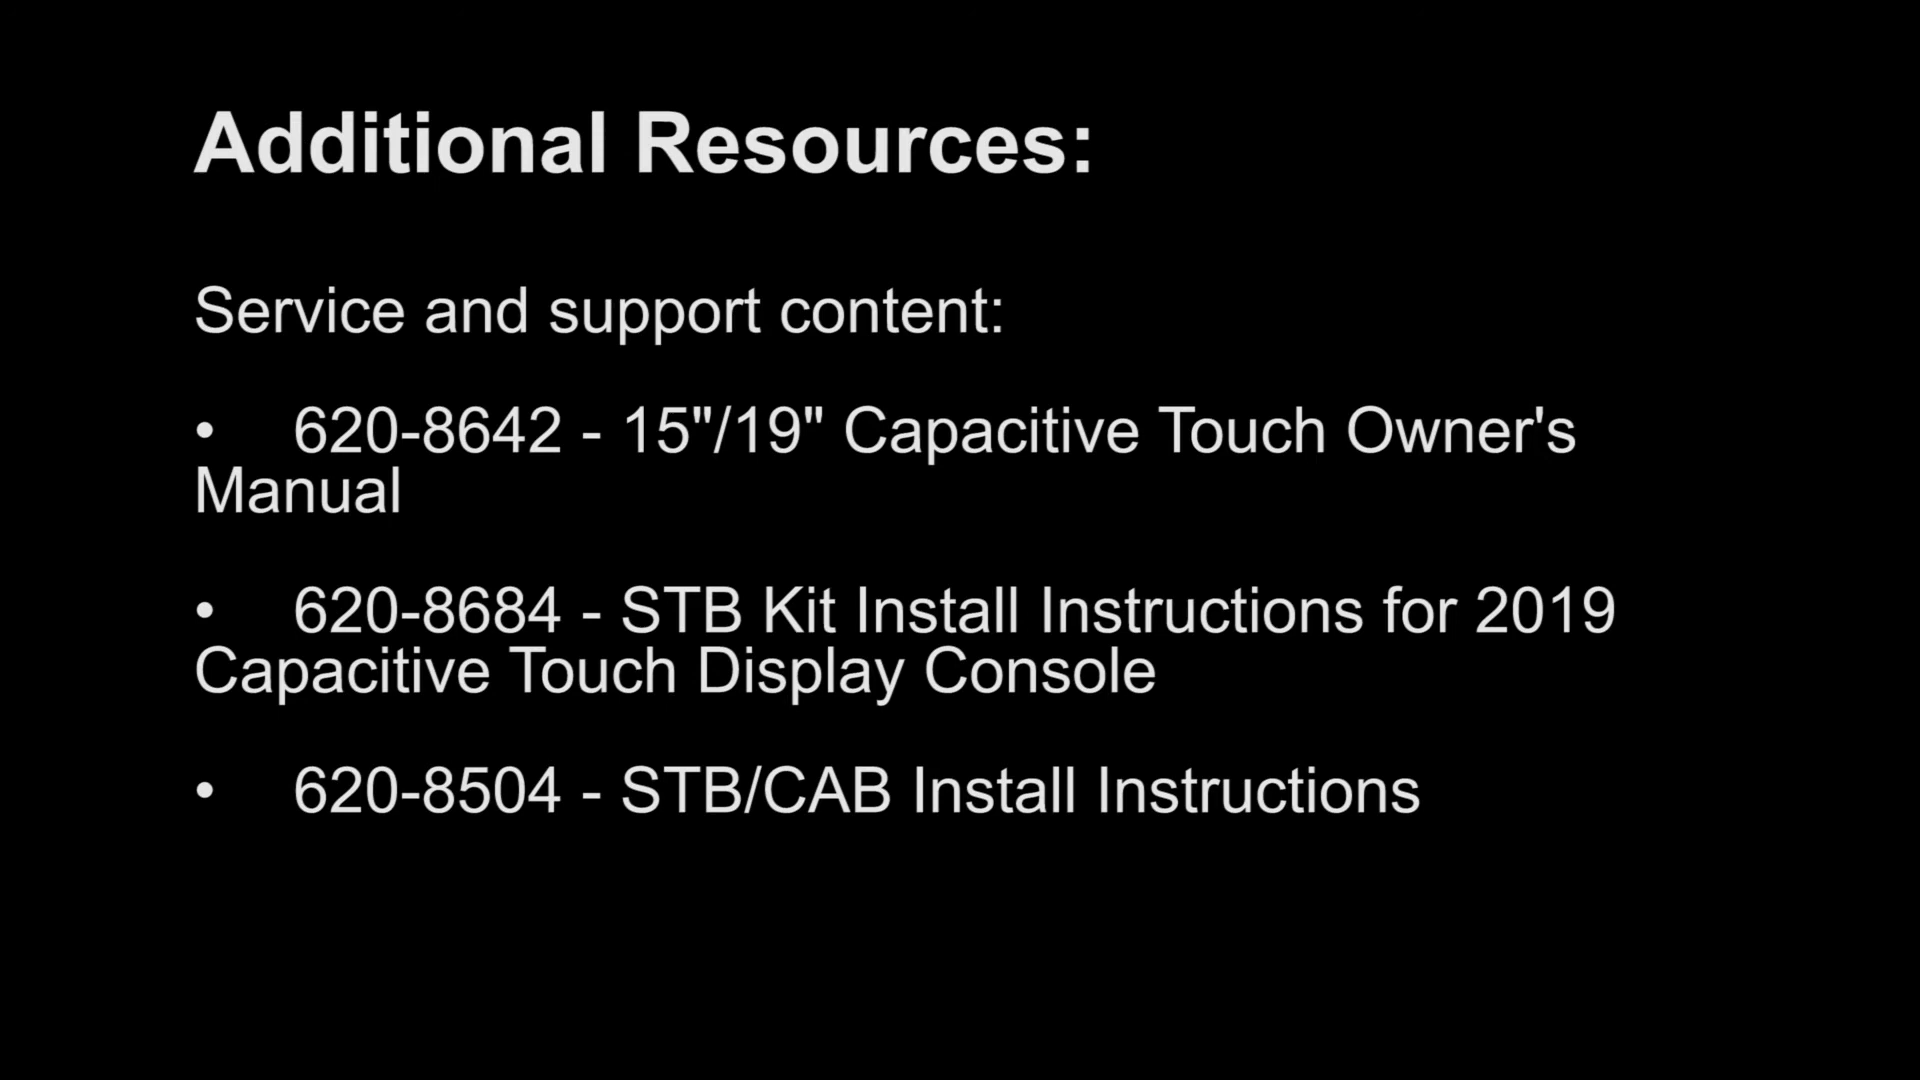 Additional Resources:
Service and support content:
• 620-8642 - 15"/19" Capacitive Touch Owner's
Manual
• 620-8684 - STB Kit Install Instructions for 2019
Capacitive Touch Display Console
• 620-8504 - STB/CAB Install Instructions